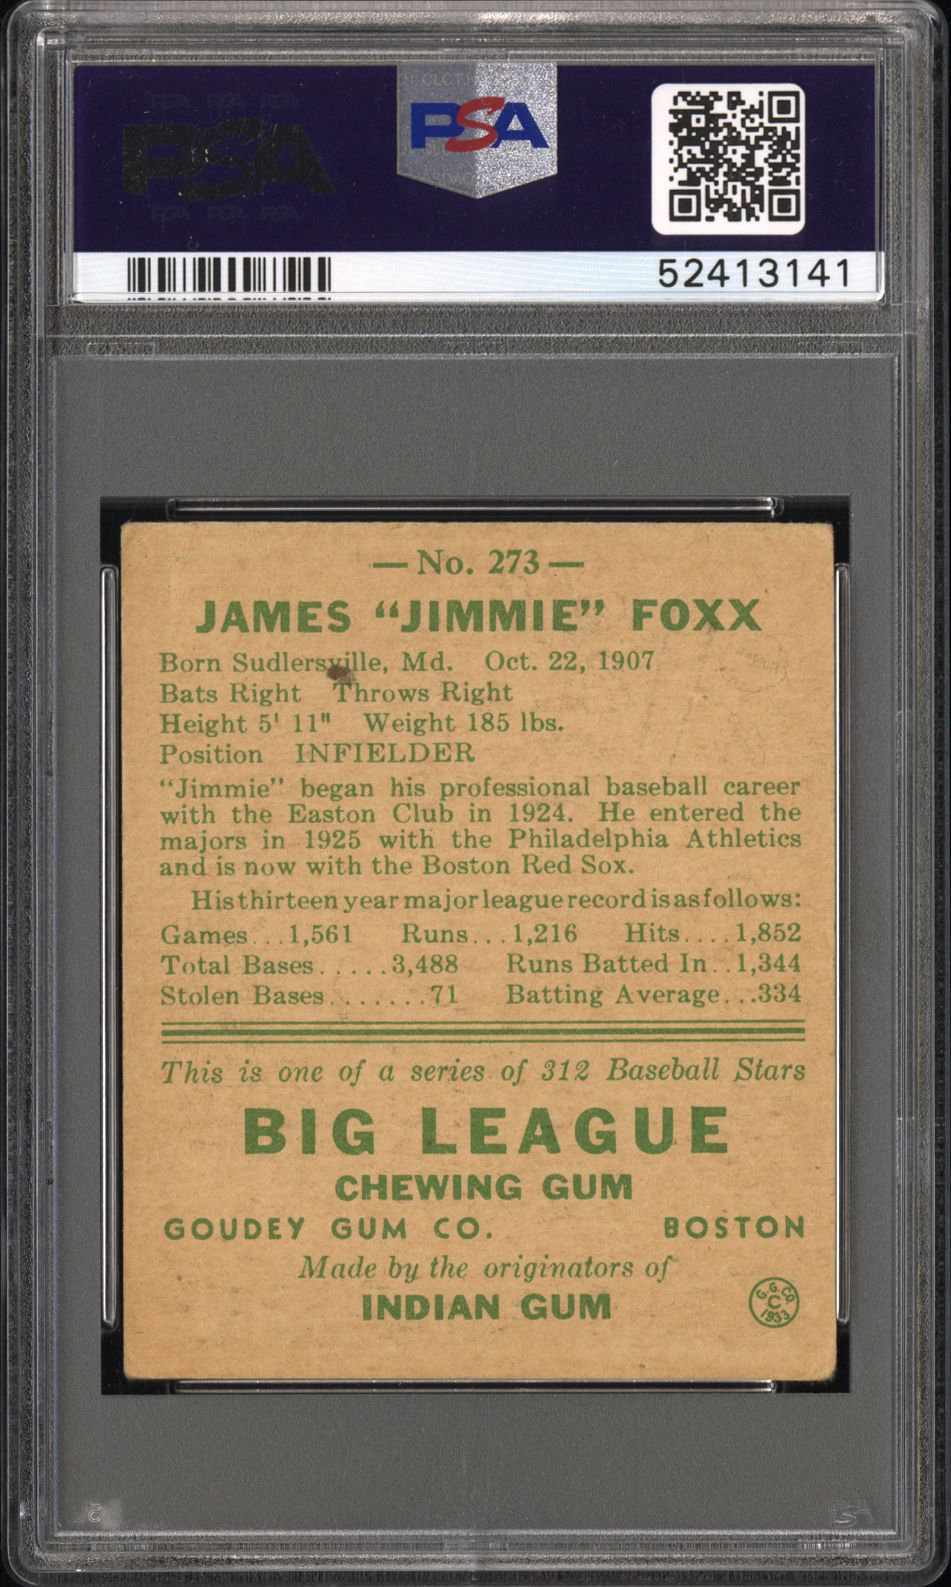 PSA
PSA
52413141
— No. 273 —
JAMES "JIMMIE" FOXX
Born Sudlersville, Md. Oct. 22, 1907
Bats Right Throws Right
Height 5' 11" Weight 185 lbs.
Position INFIELDER
"Jimmie" began his professional baseball career
with the Easton Club in 1924. He entered the
majors in 1925 with the Philadelphia Athletics
and is now with the Boston Red Sox.
His thirteen year major league record is as follows:
Games...1,561 Runs...1,216 Hits....1,852
Total Bases.....3,488 Runs Batted In..1,344
Stolen Bases.......71 Batting Average...334
This is one of a series of 312 Baseball Stars
BIG LEAGUE
CHEWING GUM
GOUDEY GUM CO. BOSTON
Made by the originators of
INDIAN GUM
G.G.CO.
C
1933
PSA